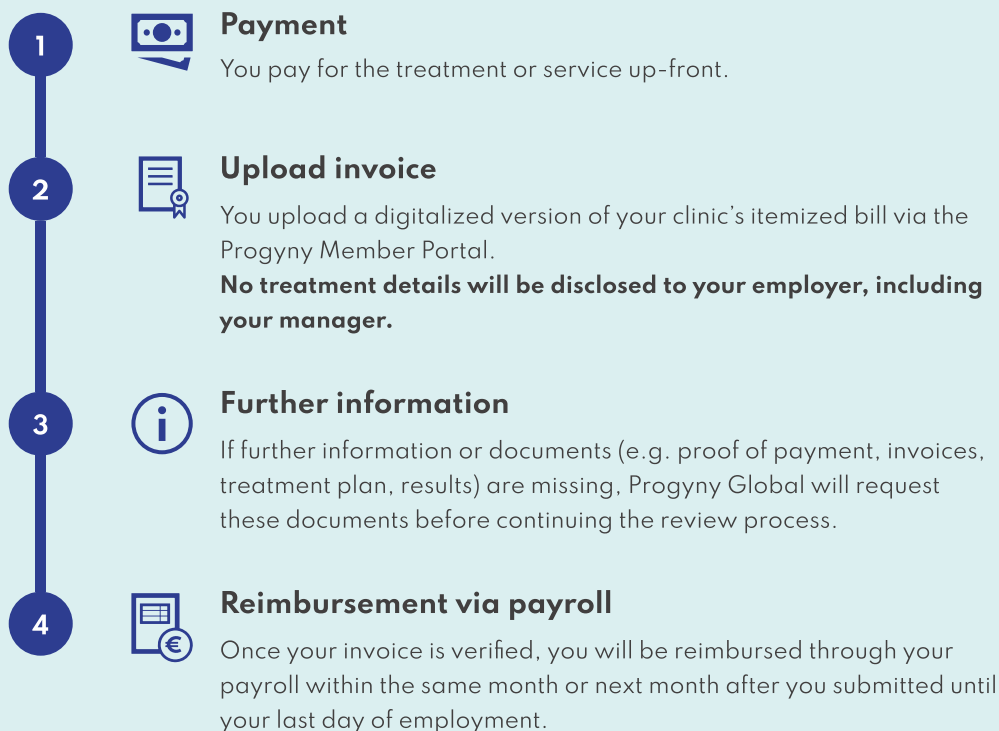 1
Payment
You pay for the treatment or service up-front.
2
Upload invoice
You upload a digitalized version of your clinic's itemized bill via the
Progyny Member Portal.
No treatment details will be disclosed to your employer, including
your manager.
3
i
Further information
If further information or documents (e.g. proof of payment, invoices,
treatment plan, results) are missing, Progyny Global will request
these documents before continuing the review process.
4
€
Reimbursement via payroll
Once your invoice is verified, you will be reimbursed through your
payroll within the same month or next month after you submitted until
your last day of employment.